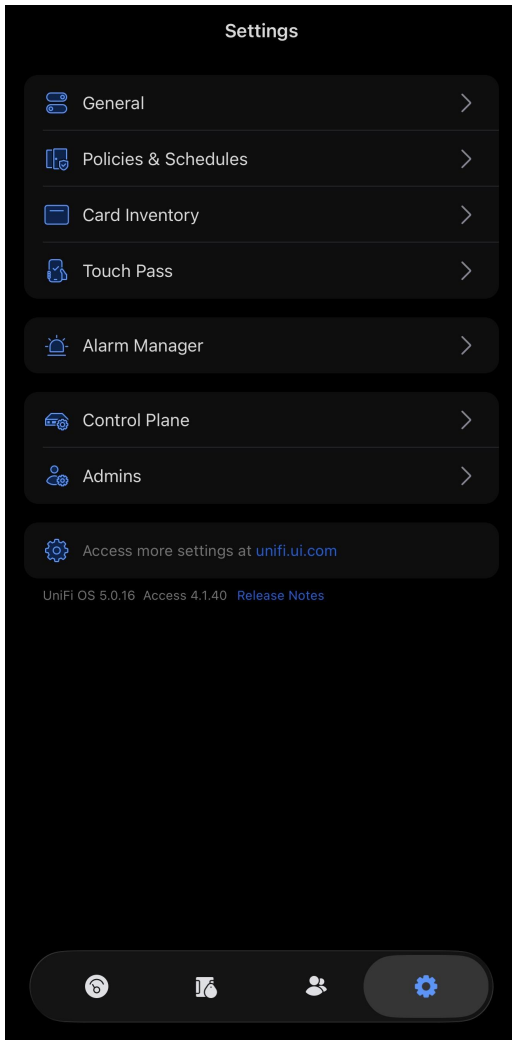 Settings
General
Policies & Schedules
Card Inventory
Touch Pass
Alarm Manager
Control Plane
Admins
Access more settings at unifi.ui.com
UniFi OS 5.0.16 Access 4.1.40 Release Notes